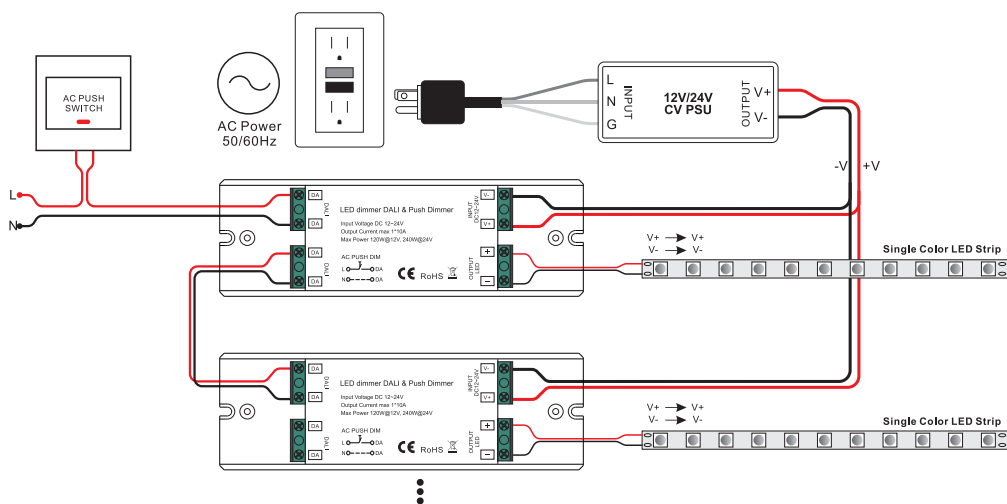 AC PUSH
SWITCH
AC Power
50/60Hz
L
N
G
INPUT
12V/24V
CV PSU
OUTPUT
V+
V-
-V
+V
L
N
DA
DA
DALI
DA
DA
DALI
LED dimmer DALI & Push Dimmer
Input Voltage DC 12~24V
Output Current max 1*10A
Max Power 120W@12V, 240W@24V
AC PUSH DIM
L DA
N DA
CE RoHS
V-
V+
INPUT
DC12~24V
+
−
OUTPUT
LED
V+ → V+
V- → V-
Single Color LED Strip
DA
DA
DALI
DA
DA
DALI
LED dimmer DALI & Push Dimmer
Input Voltage DC 12~24V
Output Current max 1*10A
Max Power 120W@12V, 240W@24V
AC PUSH DIM
L DA
N DA
CE RoHS
V-
V+
INPUT
DC12~24V
+
−
OUTPUT
LED
V+ → V+
V- → V-
Single Color LED Strip